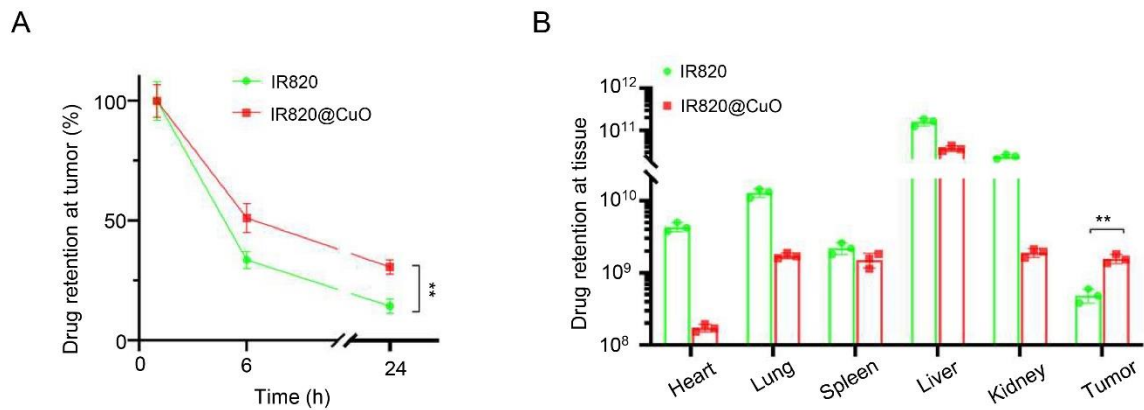 A
IR820
IR820@CuO
Drug retention at tumor (%)
100
50
0
**
0
6
24
Time (h)
B
IR820
IR820@CuO
Drug retention at tissue
10¹²
10¹¹
10¹⁰
10⁹
10⁸
**
Heart
Lung
Spleen
Liver
Kidney
Tumor